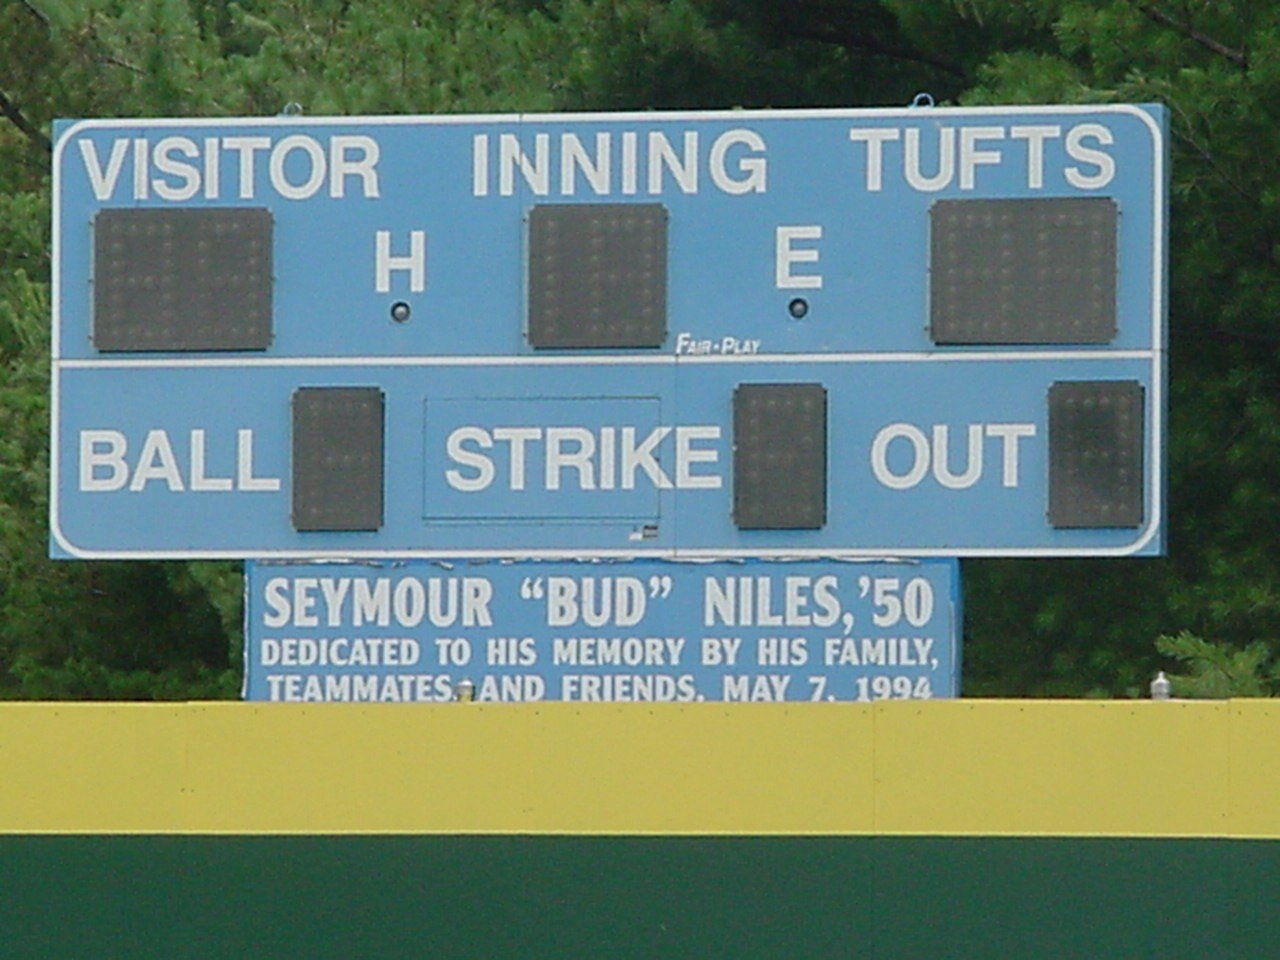 VISITOR INNING TUFTS
H E
FAIR-PLAY
BALL STRIKE OUT
SEYMOUR “BUD” NILES, ’50
DEDICATED TO HIS MEMORY BY HIS FAMILY,
TEAMMATES, AND FRIENDS. MAY 7, 1994